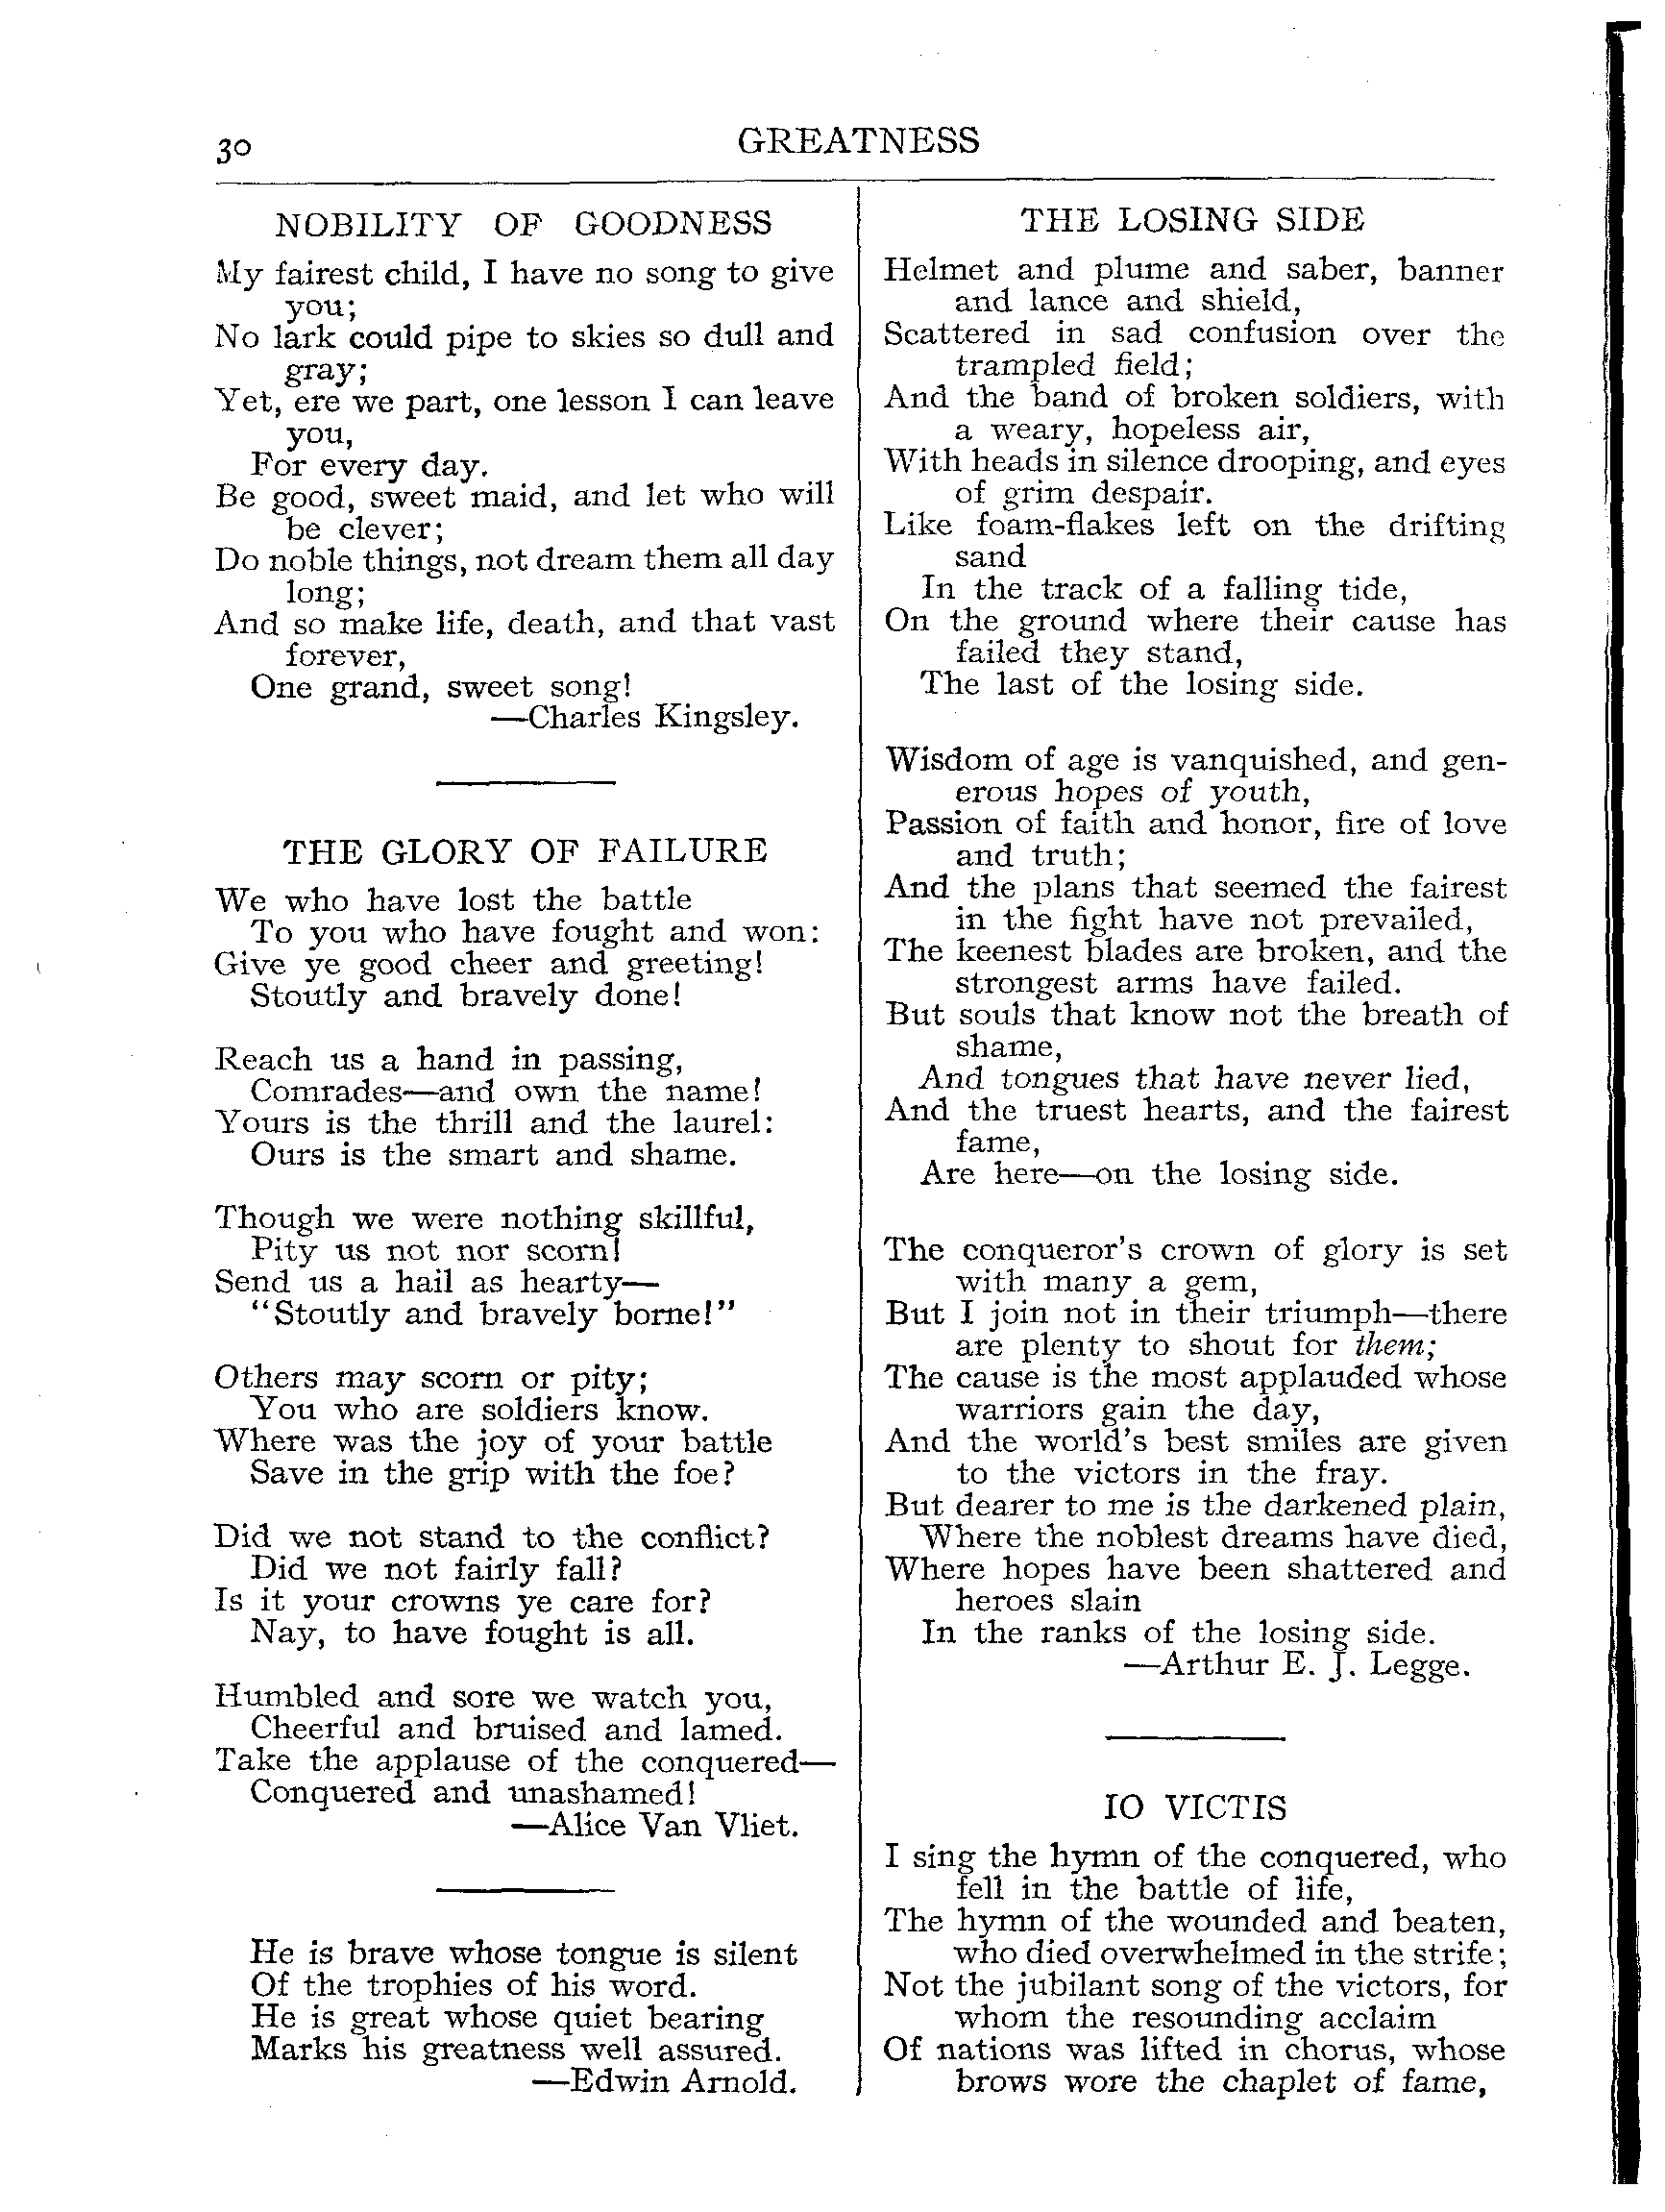 30
GREATNESS
NOBILITY OF GOODNESS
My fairest child, I have no song to give
you;
No lark could pipe to skies so dull and
gray;
Yet, ere we part, one lesson I can leave
you,
For every day.
Be good, sweet maid, and let who will
be clever;
Do noble things, not dream them all day
long;
And so make life, death, and that vast
forever,
One grand, sweet song!
—Charles Kingsley.
THE GLORY OF FAILURE
We who have lost the battle
To you who have fought and won:
Give ye good cheer and greeting!
Stoutly and bravely done!
Reach us a hand in passing,
Comrades—and own the name!
Yours is the thrill and the laurel:
Ours is the smart and shame.
Though we were nothing skillful,
Pity us not nor scorn!
Send us a hail as hearty—
"Stoutly and bravely borne!"
Others may scorn or pity;
You who are soldiers know.
Where was the joy of your battle
Save in the grip with the foe?
Did we not stand to the conflict?
Did we not fairly fall?
Is it your crowns ye care for?
Nay, to have fought is all.
Humbled and sore we watch you,
Cheerful and bruised and lamed.
Take the applause of the conquered—
Conquered and unashamed!
—Alice Van Vliet.
He is brave whose tongue is silent
Of the trophies of his word.
He is great whose quiet bearing
Marks his greatness well assured.
—Edwin Arnold.
THE LOSING SIDE
Helmet and plume and saber, banner
and lance and shield,
Scattered in sad confusion over the
trampled field;
And the band of broken soldiers, with
a weary, hopeless air,
With heads in silence drooping, and eyes
of grim despair.
Like foam-flakes left on the drifting
sand
In the track of a falling tide,
On the ground where their cause has
failed they stand,
The last of the losing side.
Wisdom of age is vanquished, and gen-
erous hopes of youth,
Passion of faith and honor, fire of love
and truth;
And the plans that seemed the fairest
in the fight have not prevailed,
The keenest blades are broken, and the
strongest arms have failed.
But souls that know not the breath of
shame,
And tongues that have never lied,
And the truest hearts, and the fairest
fame,
Are here—on the losing side.
The conqueror's crown of glory is set
with many a gem,
But I join not in their triumph—there
are plenty to shout for them;
The cause is the most applauded whose
warriors gain the day,
And the world's best smiles are given
to the victors in the fray.
But dearer to me is the darkened plain,
Where the noblest dreams have died,
Where hopes have been shattered and
heroes slain
In the ranks of the losing side.
—Arthur E. J. Legge.
IO VICTIS
I sing the hymn of the conquered, who
fell in the battle of life,
The hymn of the wounded and beaten,
who died overwhelmed in the strife;
Not the jubilant song of the victors, for
whom the resounding acclaim
Of nations was lifted in chorus, whose
brows wore the chaplet of fame,